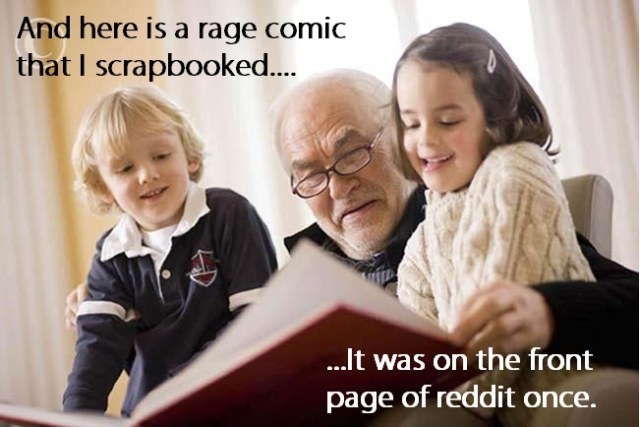 And here is a rage comic
that I scrapbooked....
...It was on the front
page of reddit once.